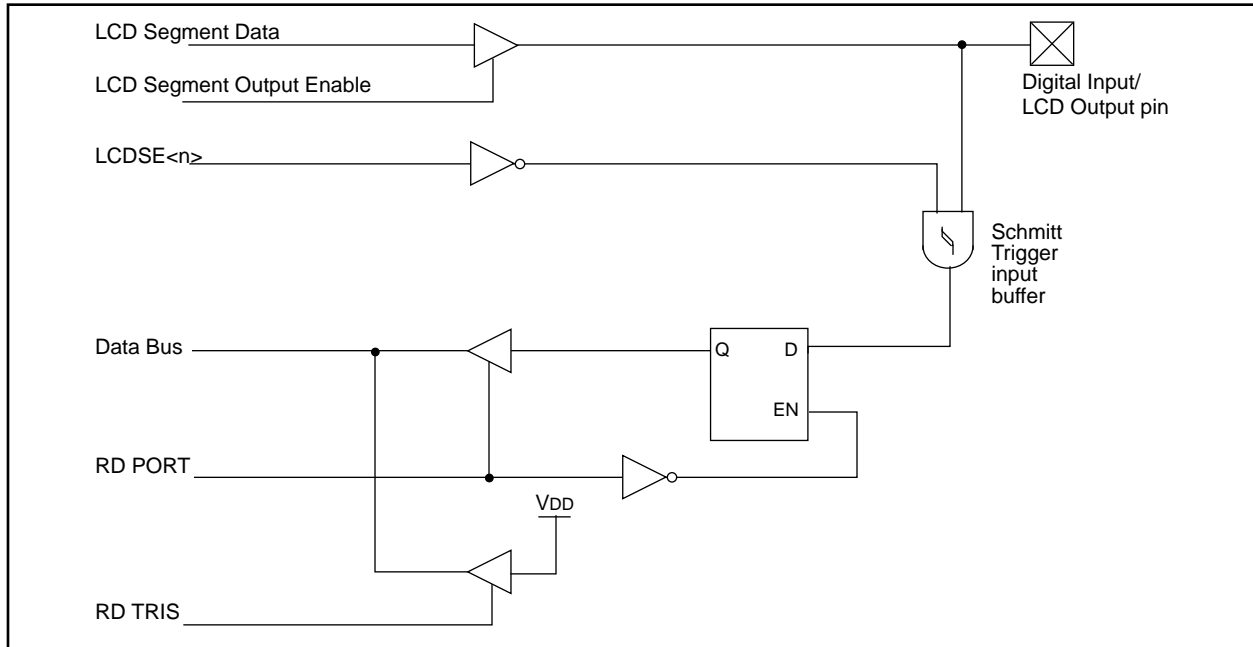 LCD Segment Data
LCD Segment Output Enable
Digital Input/
LCD Output pin
LCDSE<n>
Schmitt
Trigger
input
buffer
Data Bus
Q
D
EN
RD PORT
VDD
RD TRIS